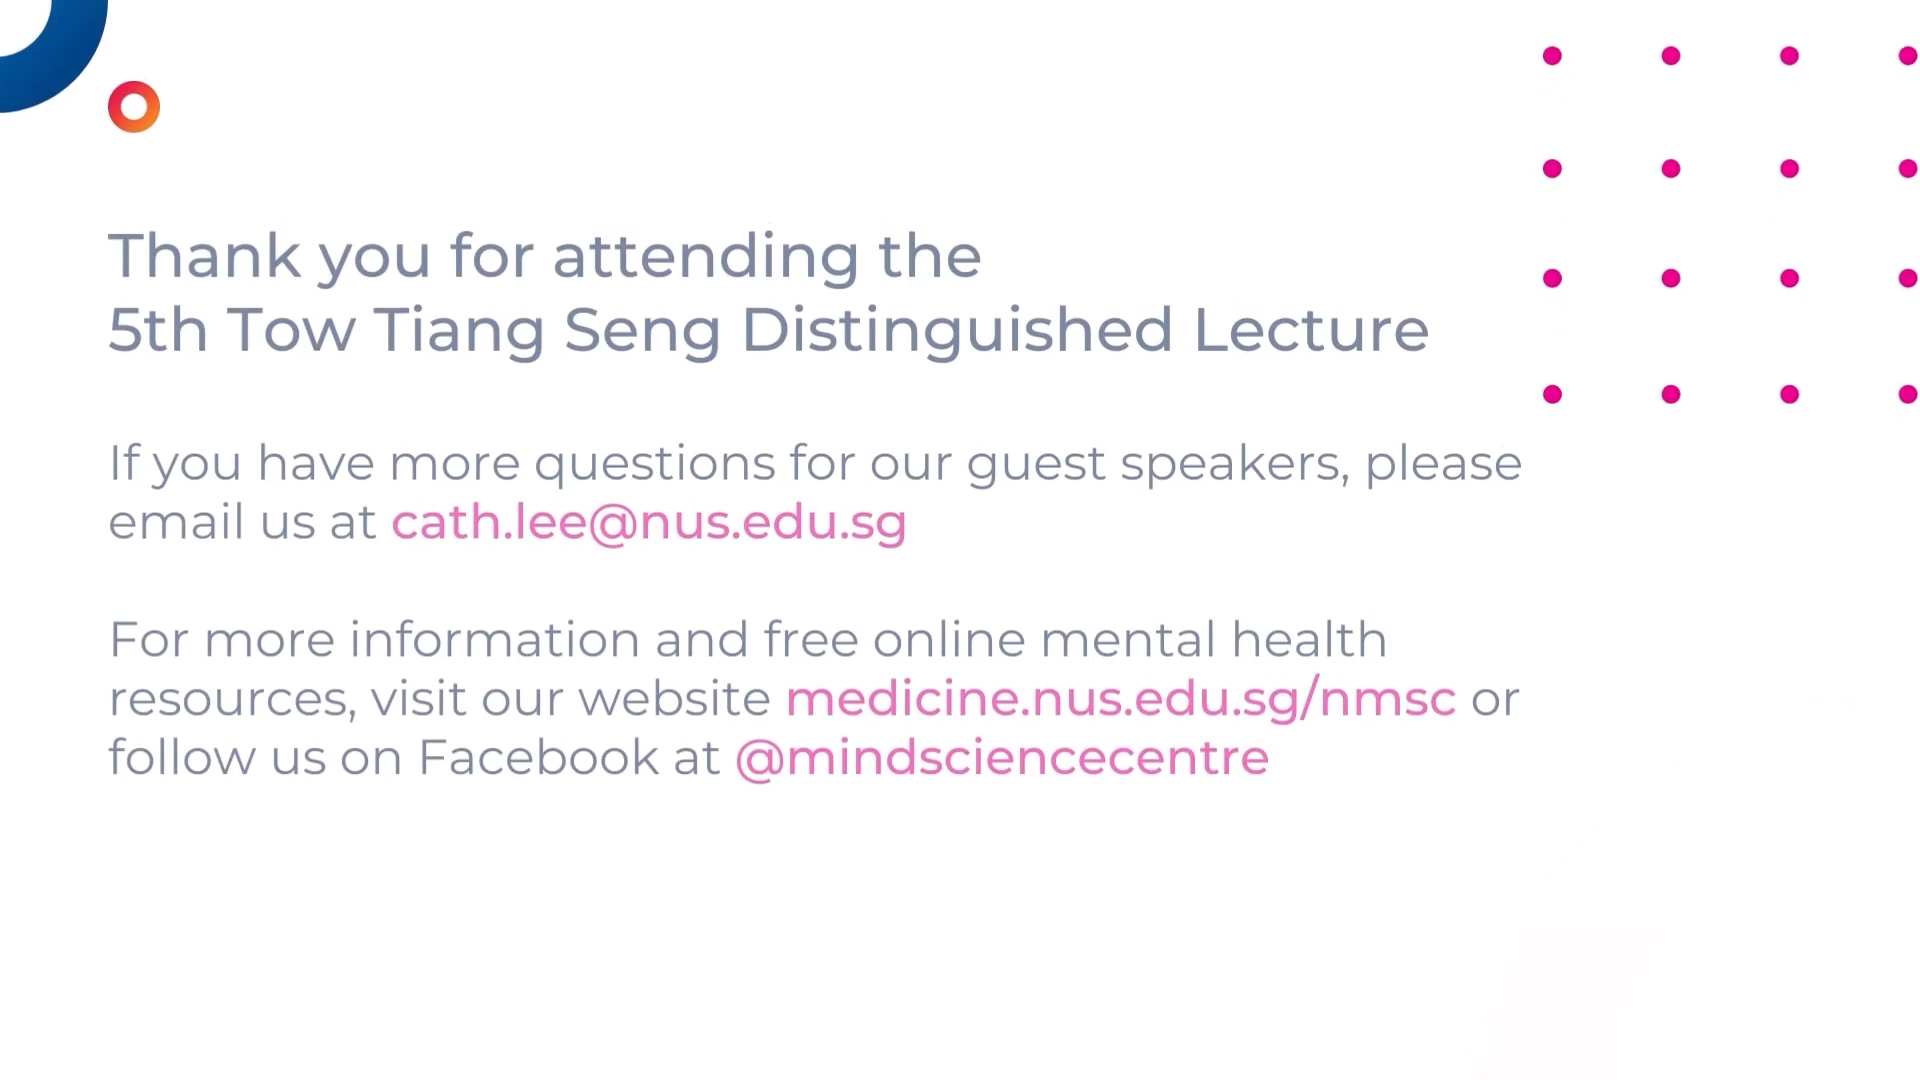 Thank you for attending the
5th Tow Tiang Seng Distinguished Lecture
If you have more questions for our guest speakers, please
email us at cath.lee@nus.edu.sg
For more information and free online mental health
resources, visit our website medicine.nus.edu.sg/nmsc or
follow us on Facebook at @mindsciencecentre